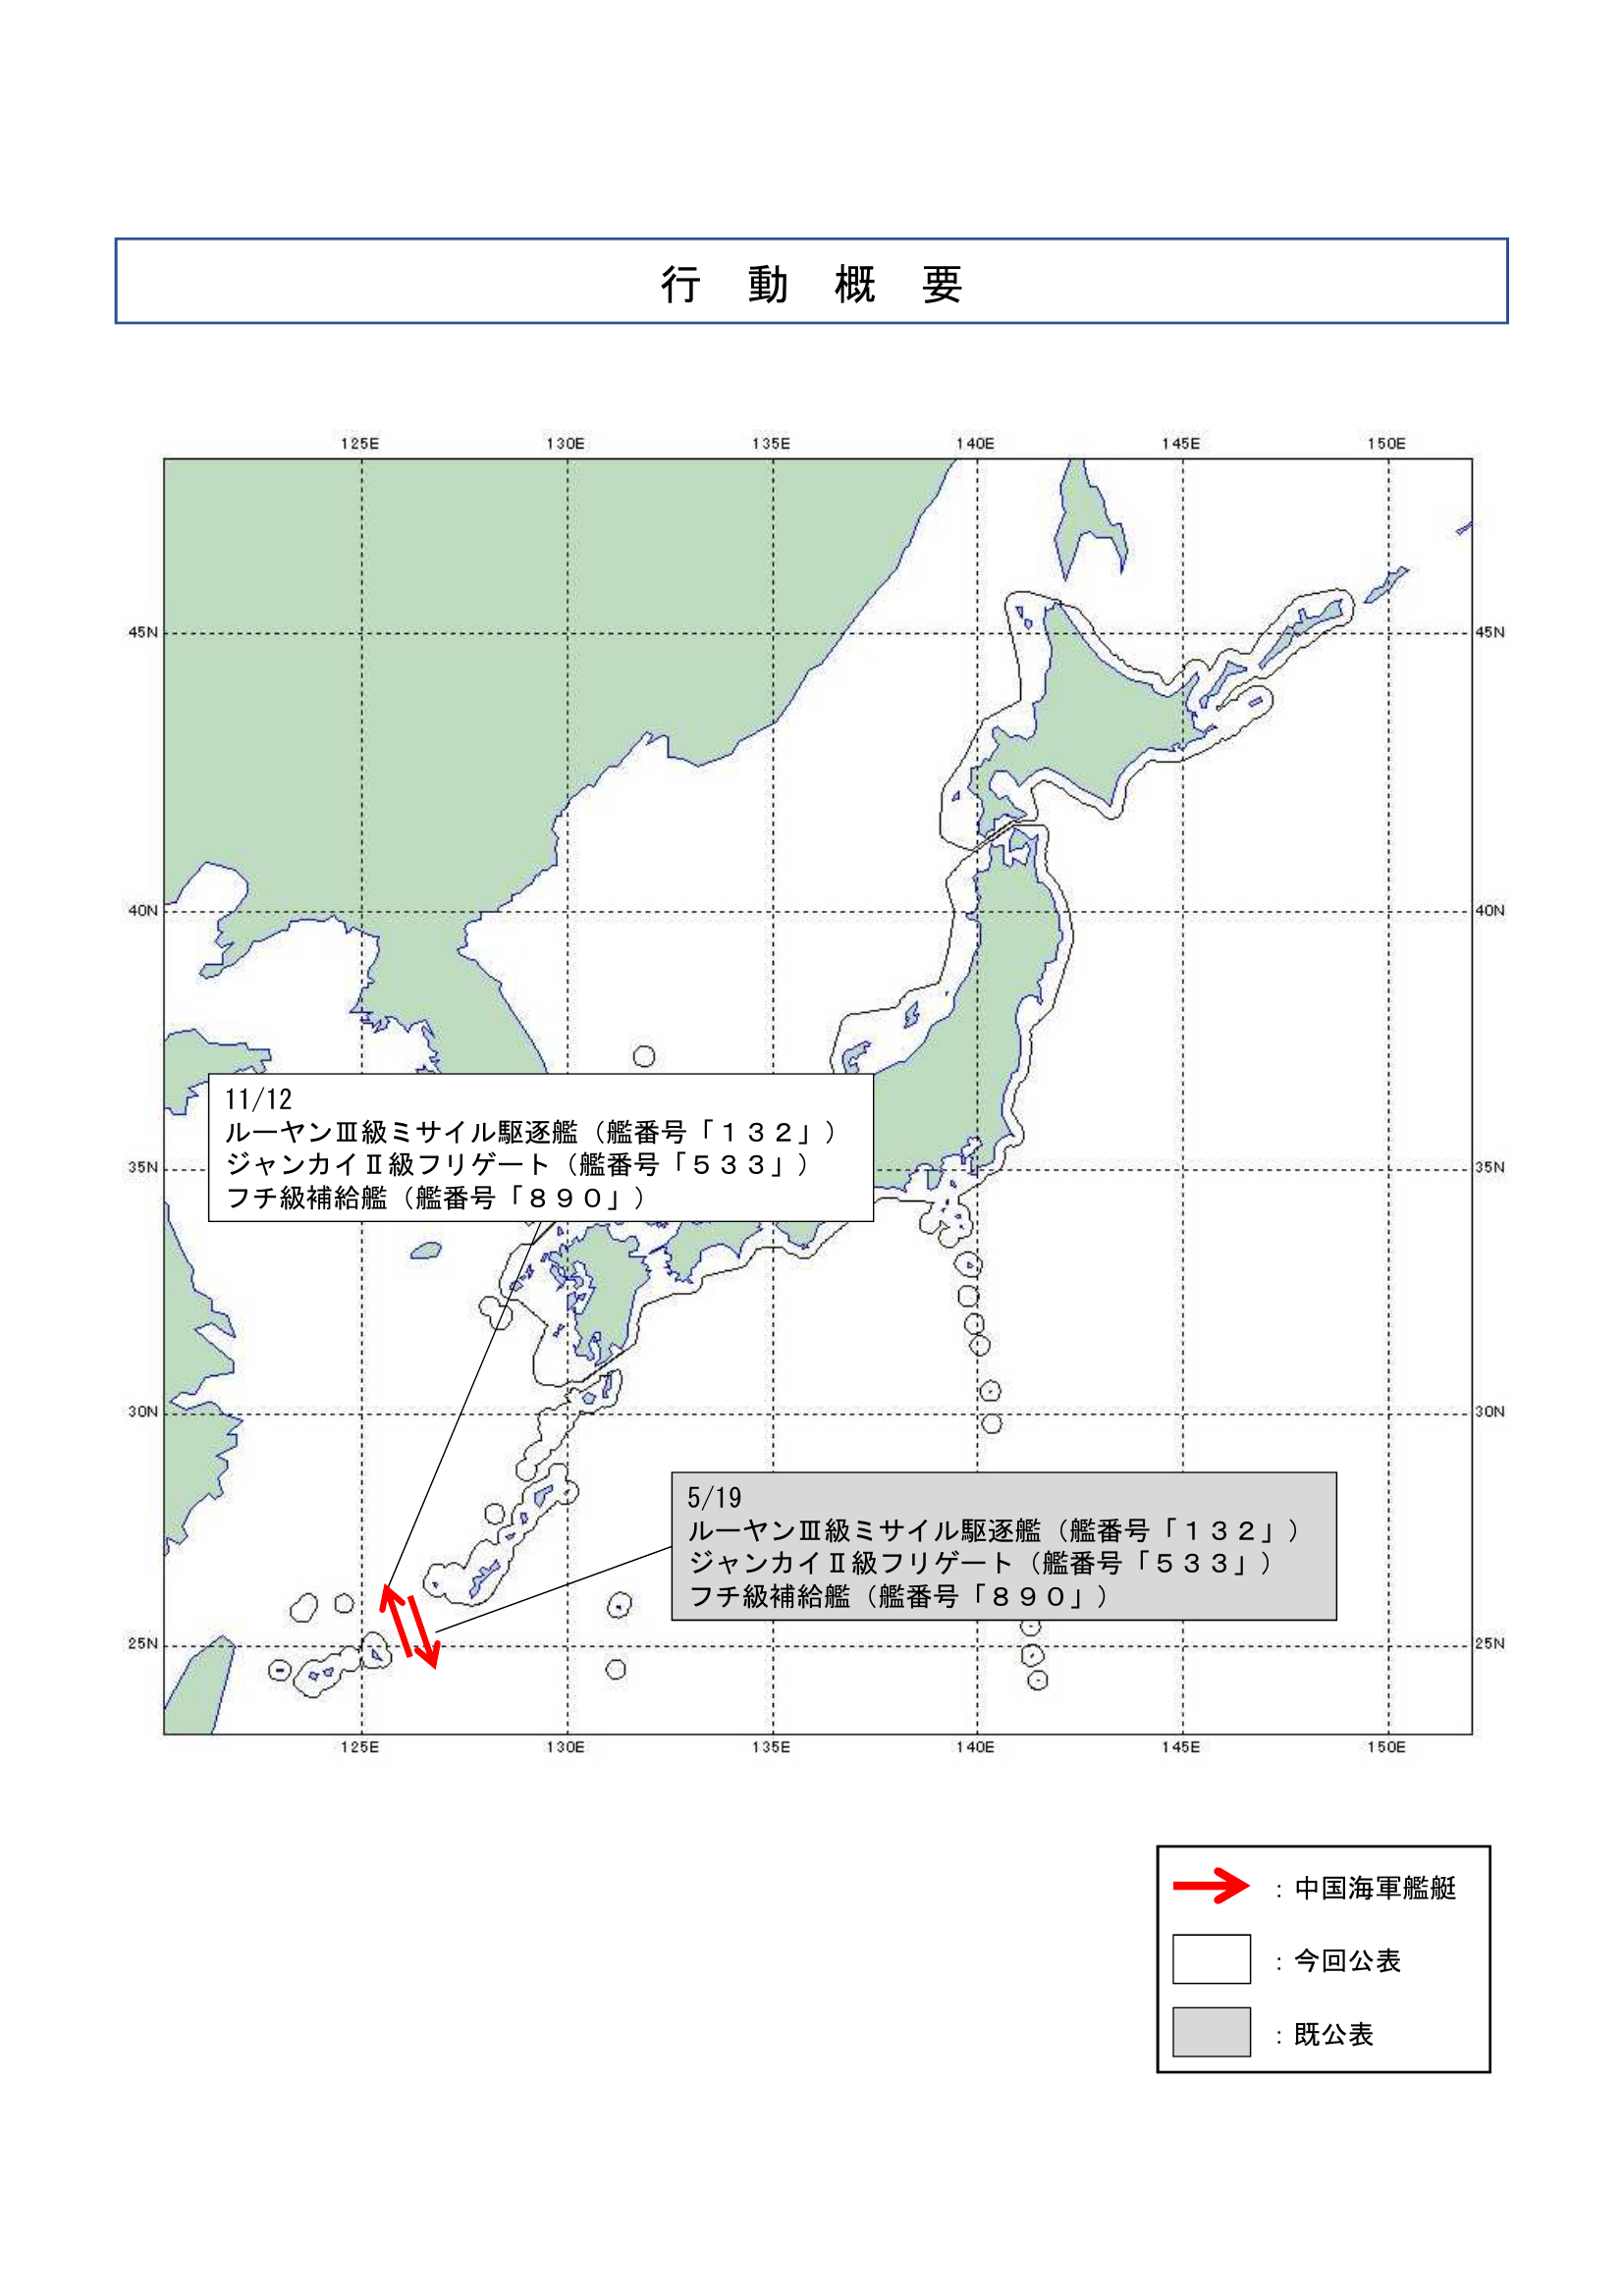 行　動　概　要
125E 130E 135E 140E 145E 150E
45N 45N
40N 40N
11/12
ルーヤンⅢ級ミサイル駆逐艦（艦番号「１３２」）
ジャンカイⅡ級フリゲート（艦番号「５３３」）
フチ級補給艦（艦番号「８９０」）
35N 35N
30N 30N
5/19
ルーヤンⅢ級ミサイル駆逐艦（艦番号「１３２」）
ジャンカイⅡ級フリゲート（艦番号「５３３」）
フチ級補給艦（艦番号「８９０」）
25N 25N
125E 130E 135E 140E 145E 150E
：中国海軍艦艇
：今回公表
：既公表